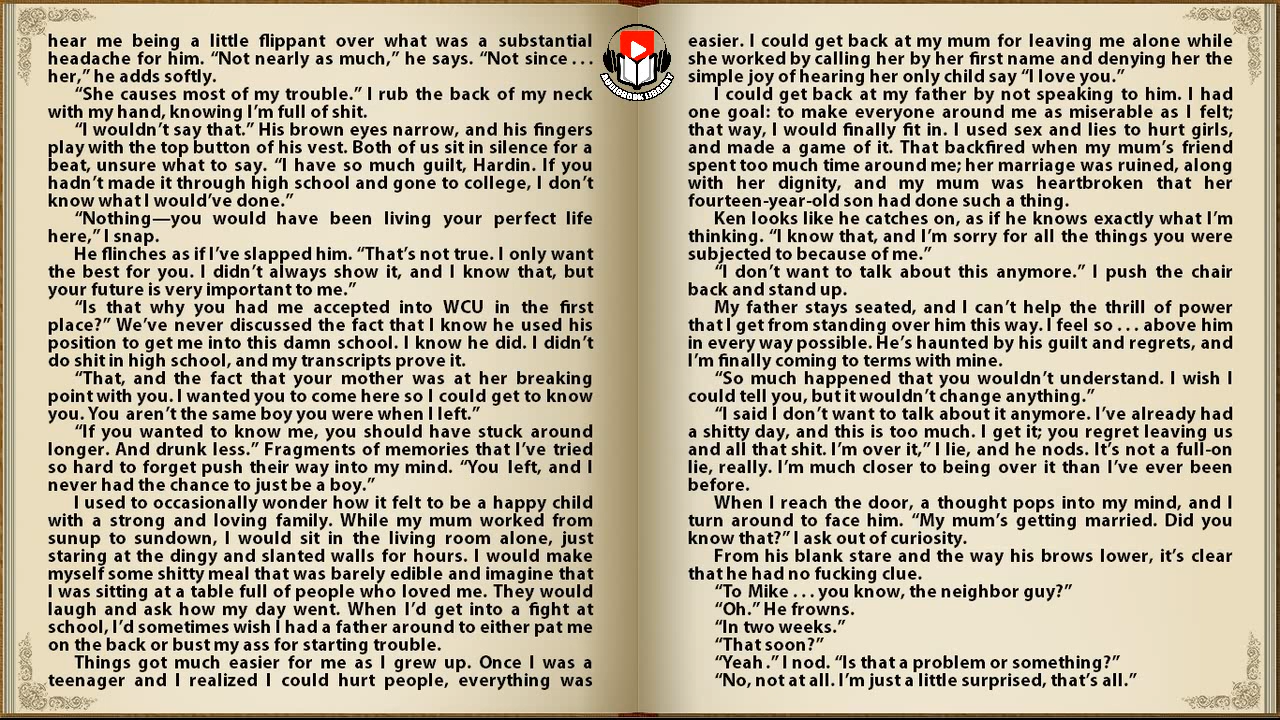 hear me being a little flippant over what was a substantial
headache for him. “Not nearly as much,” he says. “Not since . . .
her,” he adds softly.
“She causes most of my trouble.” I rub the back of my neck
with my hand, knowing I’m full of shit.
“I wouldn’t say that.” His brown eyes narrow, and his fingers
play with the top button of his vest. Both of us sit in silence for a
beat, unsure what to say. “I have so much guilt, Hardin. If you
hadn’t made it through high school and gone to college, I don’t
know what I would’ve done.”
“Nothing—you would have been living your perfect life
here,” I snap.
He flinches as if I’ve slapped him. “That’s not true. I only want
the best for you. I didn’t always show it, and I know that, but
your future is very important to me.”
“Is that why you had me accepted into WCU in the first
place?” We’ve never discussed the fact that I know he used his
position to get me into this damn school. I know he did. I didn’t
do shit in high school, and my transcripts prove it.
“That, and the fact that your mother was at her breaking
point with you. I wanted you to come here so I could get to know
you. You aren’t the same boy you were when I left.”
“If you wanted to know me, you should have stuck around
longer. And drunk less.” Fragments of memories that I’ve tried
so hard to forget push their way into my mind. “You left, and I
never had the chance to just be a boy.”
I used to occasionally wonder how it felt to be a happy child
with a strong and loving family. While my mum worked from
sunup to sundown, I would sit in the living room alone, just
staring at the dingy and slanted walls for hours. I would make
myself some shitty meal that was barely edible and imagine that
I was sitting at a table full of people who loved me. They would
laugh and ask how my day went. When I’d get into a fight at
school, I’d sometimes wish I had a father around to either pat me
on the back or bust my ass for starting trouble.
Things got much easier for me as I grew up. Once I was a
teenager and I realized I could hurt people, everything was
AUDIOBOOK LIBRARY
easier. I could get back at my mum for leaving me alone while
she worked by calling her by her first name and denying her the
simple joy of hearing her only child say “I love you.”
I could get back at my father by not speaking to him. I had
one goal: to make everyone around me as miserable as I felt;
that way, I would finally fit in. I used sex and lies to hurt girls,
and made a game of it. That backfired when my mum’s friend
spent too much time around me; her marriage was ruined, along
with her dignity, and my mum was heartbroken that her
fourteen-year-old son had done such a thing.
Ken looks like he catches on, as if he knows exactly what I’m
thinking. “I know that, and I’m sorry for all the things you were
subjected to because of me.”
“I don’t want to talk about this anymore.” I push the chair
back and stand up.
My father stays seated, and I can’t help the thrill of power
that I get from standing over him this way. I feel so . . . above him
in every way possible. He’s haunted by his guilt and regrets, and
I’m finally coming to terms with mine.
“So much happened that you wouldn’t understand. I wish I
could tell you, but it wouldn’t change anything.”
“I said I don’t want to talk about it anymore. I’ve already had
a shitty day, and this is too much. I get it; you regret leaving us
and all that shit. I’m over it,” I lie, and he nods. It’s not a full-on
lie, really. I’m much closer to being over it than I’ve ever been
before.
When I reach the door, a thought pops into my mind, and I
turn around to face him. “My mum’s getting married. Did you
know that?” I ask out of curiosity.
From his blank stare and the way his brows lower, it’s clear
that he had no fucking clue.
“To Mike . . . you know, the neighbor guy?”
“Oh.” He frowns.
“In two weeks.”
“That soon?”
“Yeah.” I nod. “Is that a problem or something?”
“No, not at all. I’m just a little surprised, that’s all.”